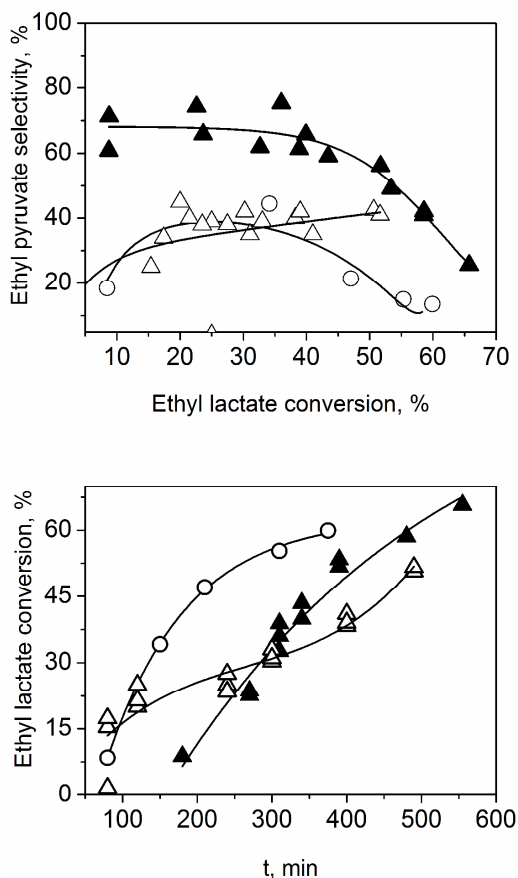 Ethyl pyruvate selectivity, %
100
80
60
40
20
10 20 30 40 50 60 70
Ethyl lactate conversion, %
Ethyl lactate conversion, %
60
45
30
15
0
100 200 300 400 500 600
t, min